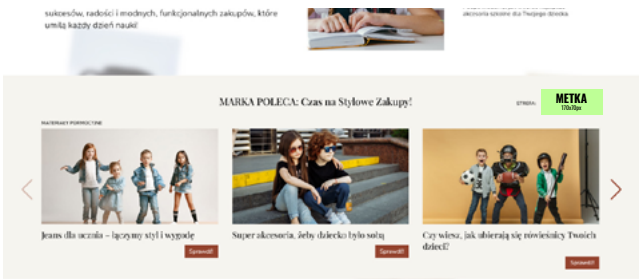 sukcesów, radości i modnych, funkcjonalnych zakupów, które
umilą każdy dzień nauki!
akcesoria szkolne dla Twojego dziecka.
MARKA POLECA: Czas na Stylowe Zakupy!
METKA
170x70px
MATERIAŁY PROMOCYJNE
Jeans dla ucznia – łączymy styl i wygodę
Sprawdź!
Super akcesoria, żeby dziecko było sobą
Sprawdź!
Czy wiesz, jak ubierają się rówieśnicy Twoich
dzieci?
Sprawdź!